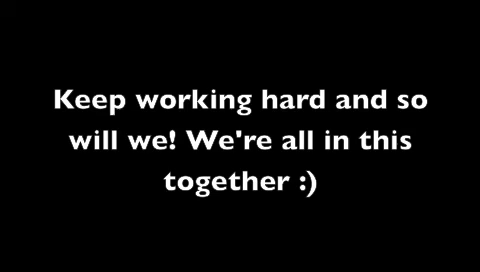 Keep working hard and so
will we! We're all in this
together :)